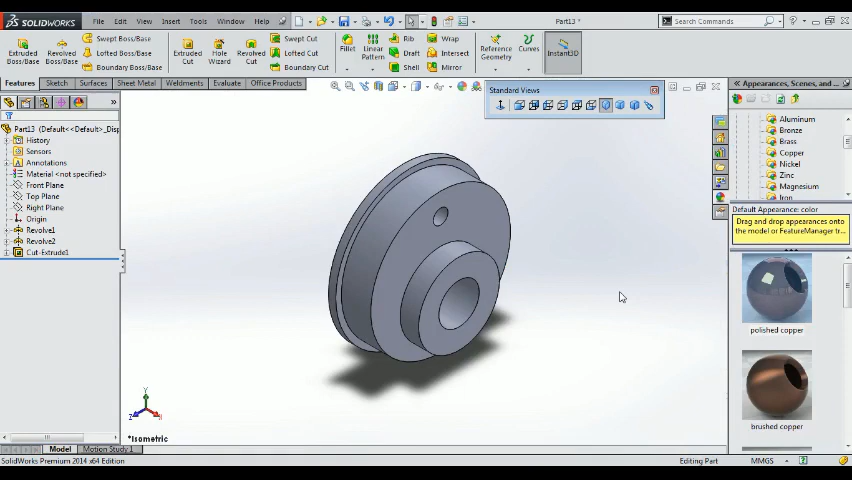 SOLIDWORKS File Edit View Insert Tools Window Help Part13 * Search Commands
Extruded Boss/Base
Revolved Boss/Base
Swept Boss/Base
Lofted Boss/Base
Boundary Boss/Base
Extruded Cut
Hole Wizard
Revolved Cut
Swept Cut
Lofted Cut
Boundary Cut
Fillet
Linear Pattern
Rib
Draft
Shell
Wrap
Intersect
Mirror
Reference Geometry
Curves
Instant3D
Features Sketch Sheet Metal Weldments Evaluate Office Products
Standard Views
Appearances, Scenes, and...
Part13 (Default<<Default>_Disp
History
Sensors
Annotations
Material <not specified>
Front Plane
Top Plane
Right Plane
Origin
Revolve1
Revolve2
Cut-Extrude1
Aluminum
Bronze
Brass
Copper
Nickel
Zinc
Magnesium
Iron
Default Appearance: color
Drag and drop appearances onto
the model or FeatureManager tr...
polished copper
brushed copper
Y
Z
X
*Isometric
Model Motion Study 1
SolidWorks Premium 2014 x64 Edition Editing Part MMGS